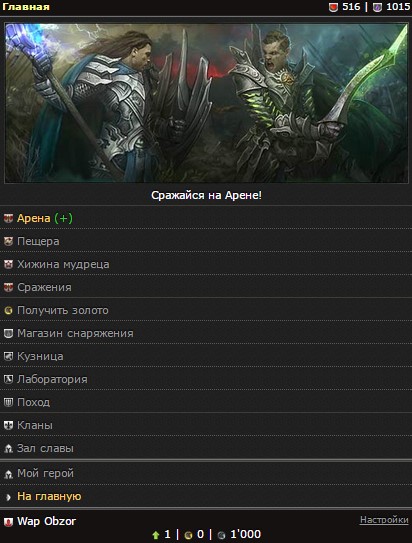 Главная 516 | 1015
Сражайся на Арене!
Арена (+)
Пещера
Хижина мудреца
Сражения
Получить золото
Магазин снаряжения
Кузница
Лаборатория
Поход
Кланы
Зал славы
Мой герой
На главную
Wap Obzor Настройки
1 | 0 | 1'000